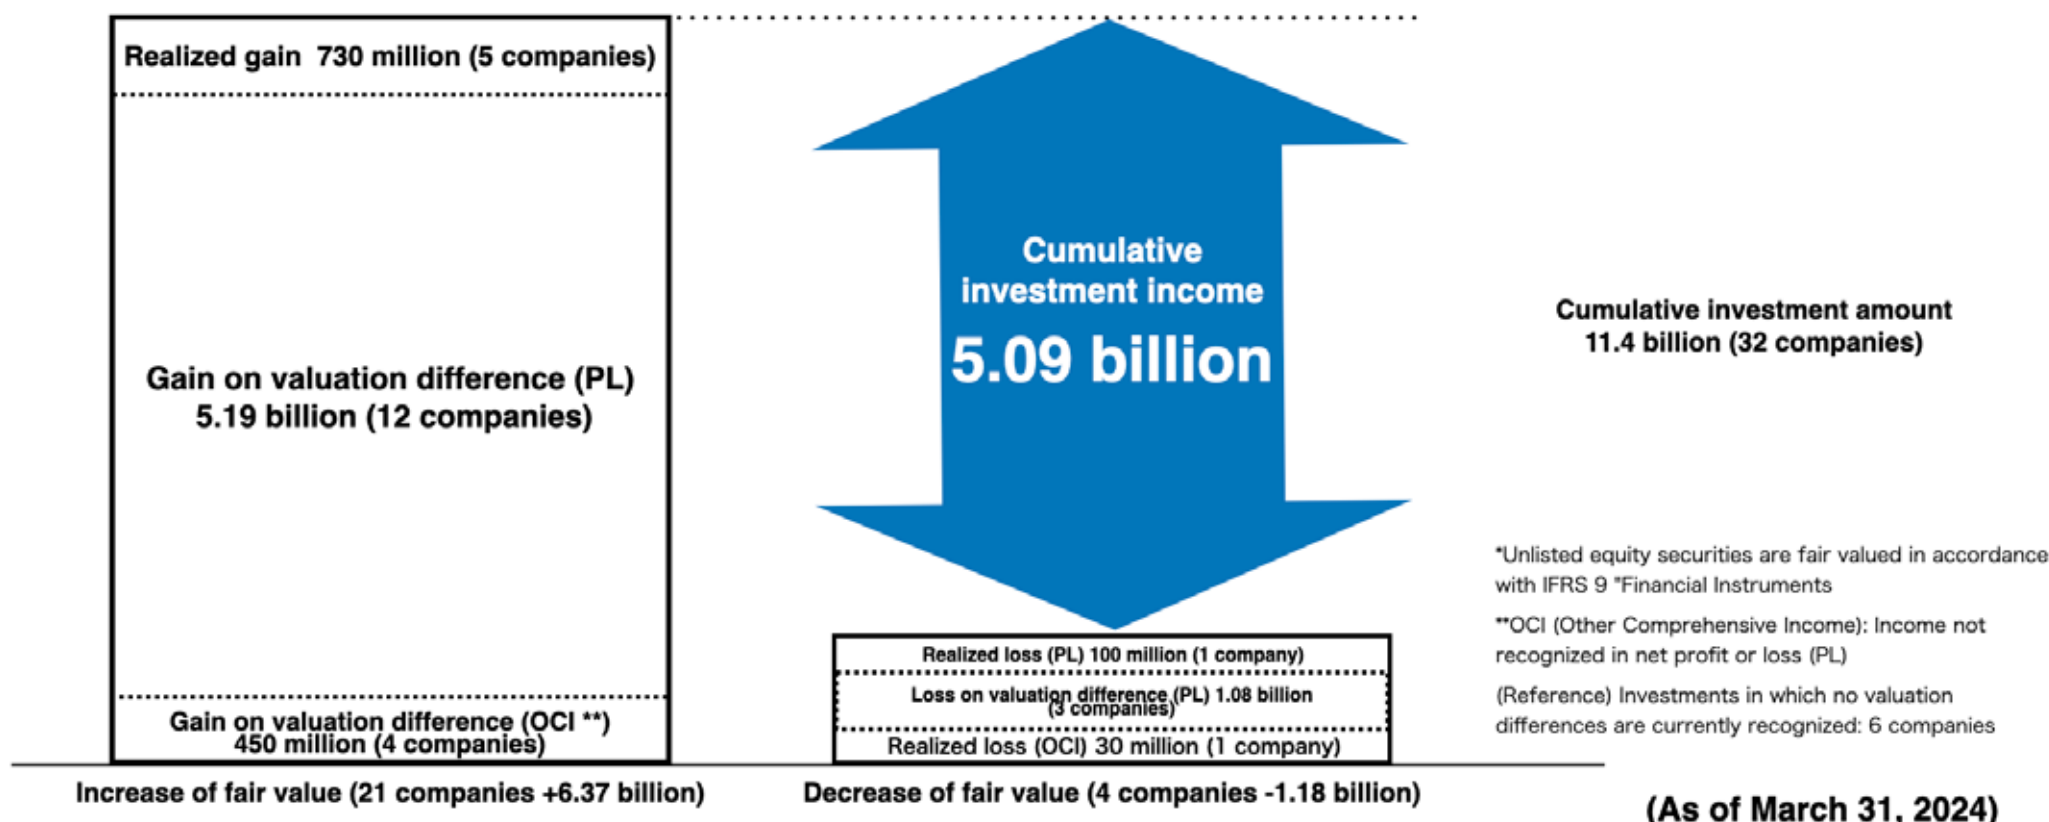 Realized gain 730 million (5 companies)
Gain on valuation difference (PL)
5.19 billion (12 companies)
Gain on valuation difference (OCI **)
450 million (4 companies)
Increase of fair value (21 companies +6.37 billion)
Cumulative
investment income
5.09 billion
Realized loss (PL) 100 million (1 company)
Loss on valuation difference (PL) 1.08 billion
(3 companies)
Realized loss (OCI) 30 million (1 company)
Decrease of fair value (4 companies -1.18 billion)
Cumulative investment amount
11.4 billion (32 companies)
*Unlisted equity securities are fair valued in accordance
with IFRS 9 "Financial Instruments
**OCI (Other Comprehensive Income): Income not
recognized in net profit or loss (PL)
(Reference) Investments in which no valuation
differences are currently recognized: 6 companies
(As of March 31, 2024)